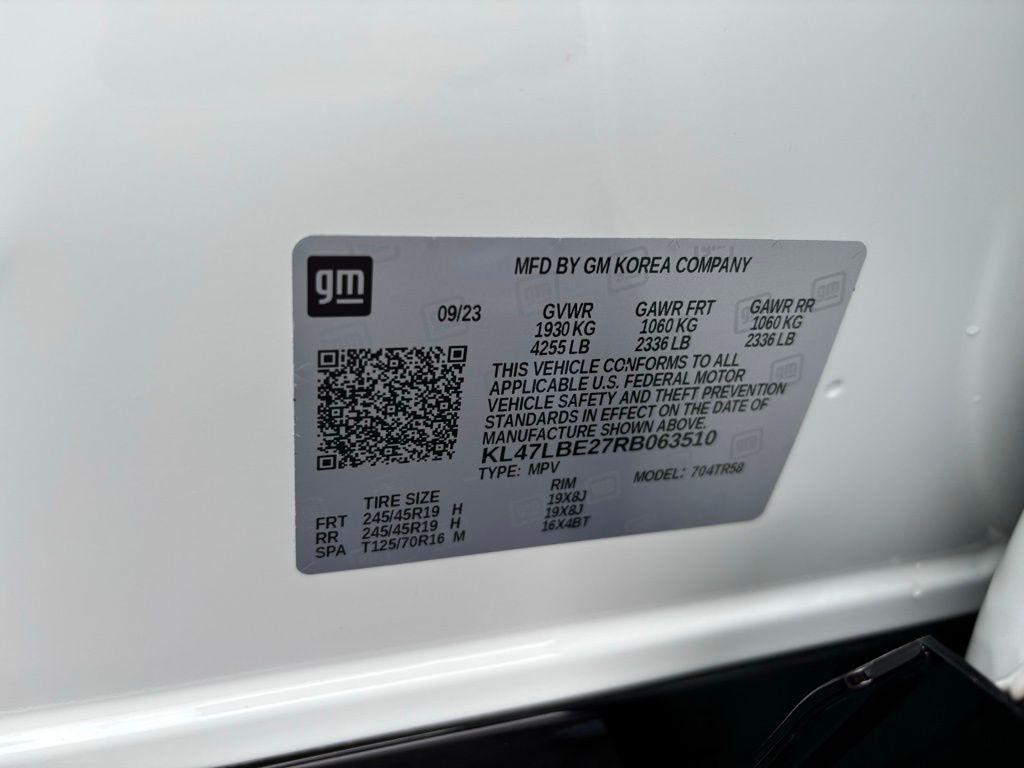 gm
MFD BY GM KOREA COMPANY
09/23 GVWR GAWR FRT GAWR RR
1930 KG 1060 KG 1060 KG
4255 LB 2336 LB 2336 LB
THIS VEHICLE CONFORMS TO ALL
APPLICABLE U.S. FEDERAL MOTOR
VEHICLE SAFETY AND THEFT PREVENTION
STANDARDS IN EFFECT ON THE DATE OF
MANUFACTURE SHOWN ABOVE.
KL47LBE27RB063510
TYPE: MPV MODEL: 704TR58
TIRE SIZE RIM
FRT 245/45R19 H 19X8J
RR 245/45R19 H 19X8J
SPA T125/70R16 M 16X4BT